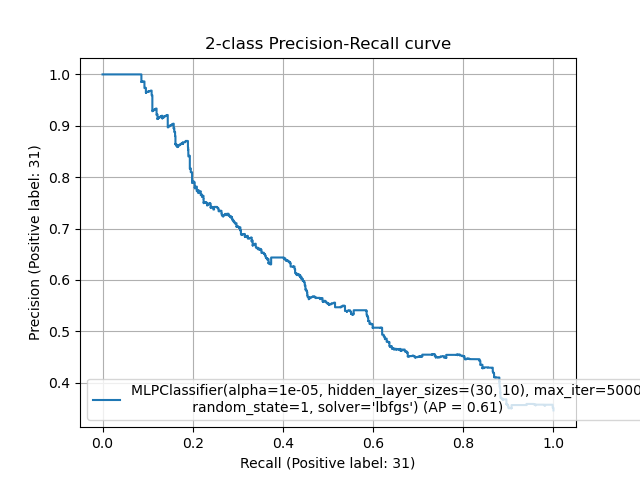 2-class Precision-Recall curve
1.0
0.9
0.8
0.7
0.6
0.5
0.4
Precision (Positive label: 31)
MLPClassifier(alpha=1e-05, hidden_layer_sizes=(30, 10), max_iter=5000
random_state=1, solver='lbfgs') (AP = 0.61)
0.0 0.2 0.4 0.6 0.8 1.0
Recall (Positive label: 31)